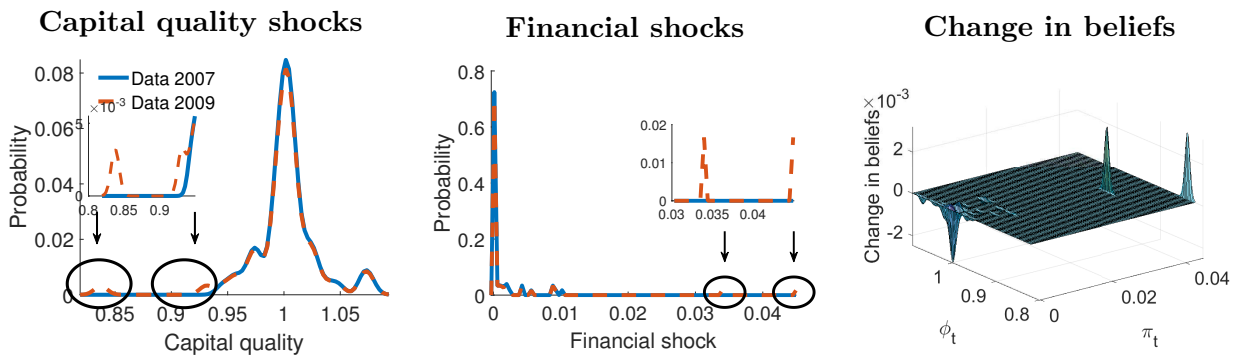 Capital quality shocks
0.08
0.06
0.04
0.02
0
Probability
Data 2007
Data 2009
×10-3
5
0
0.8 0.85 0.9
0.85 0.9 0.95 1 1.05
Capital quality
Financial shocks
0.8
0.6
0.4
0.2
0
Probability
0.02
0.01
0
0.03 0.035 0.04
0 0.01 0.02 0.03 0.04
Financial shock
Change in beliefs
×10-3
2
0
-2
Change in beliefs
1
0.9
0.8
ϕt
0
0.02
0.04
πt